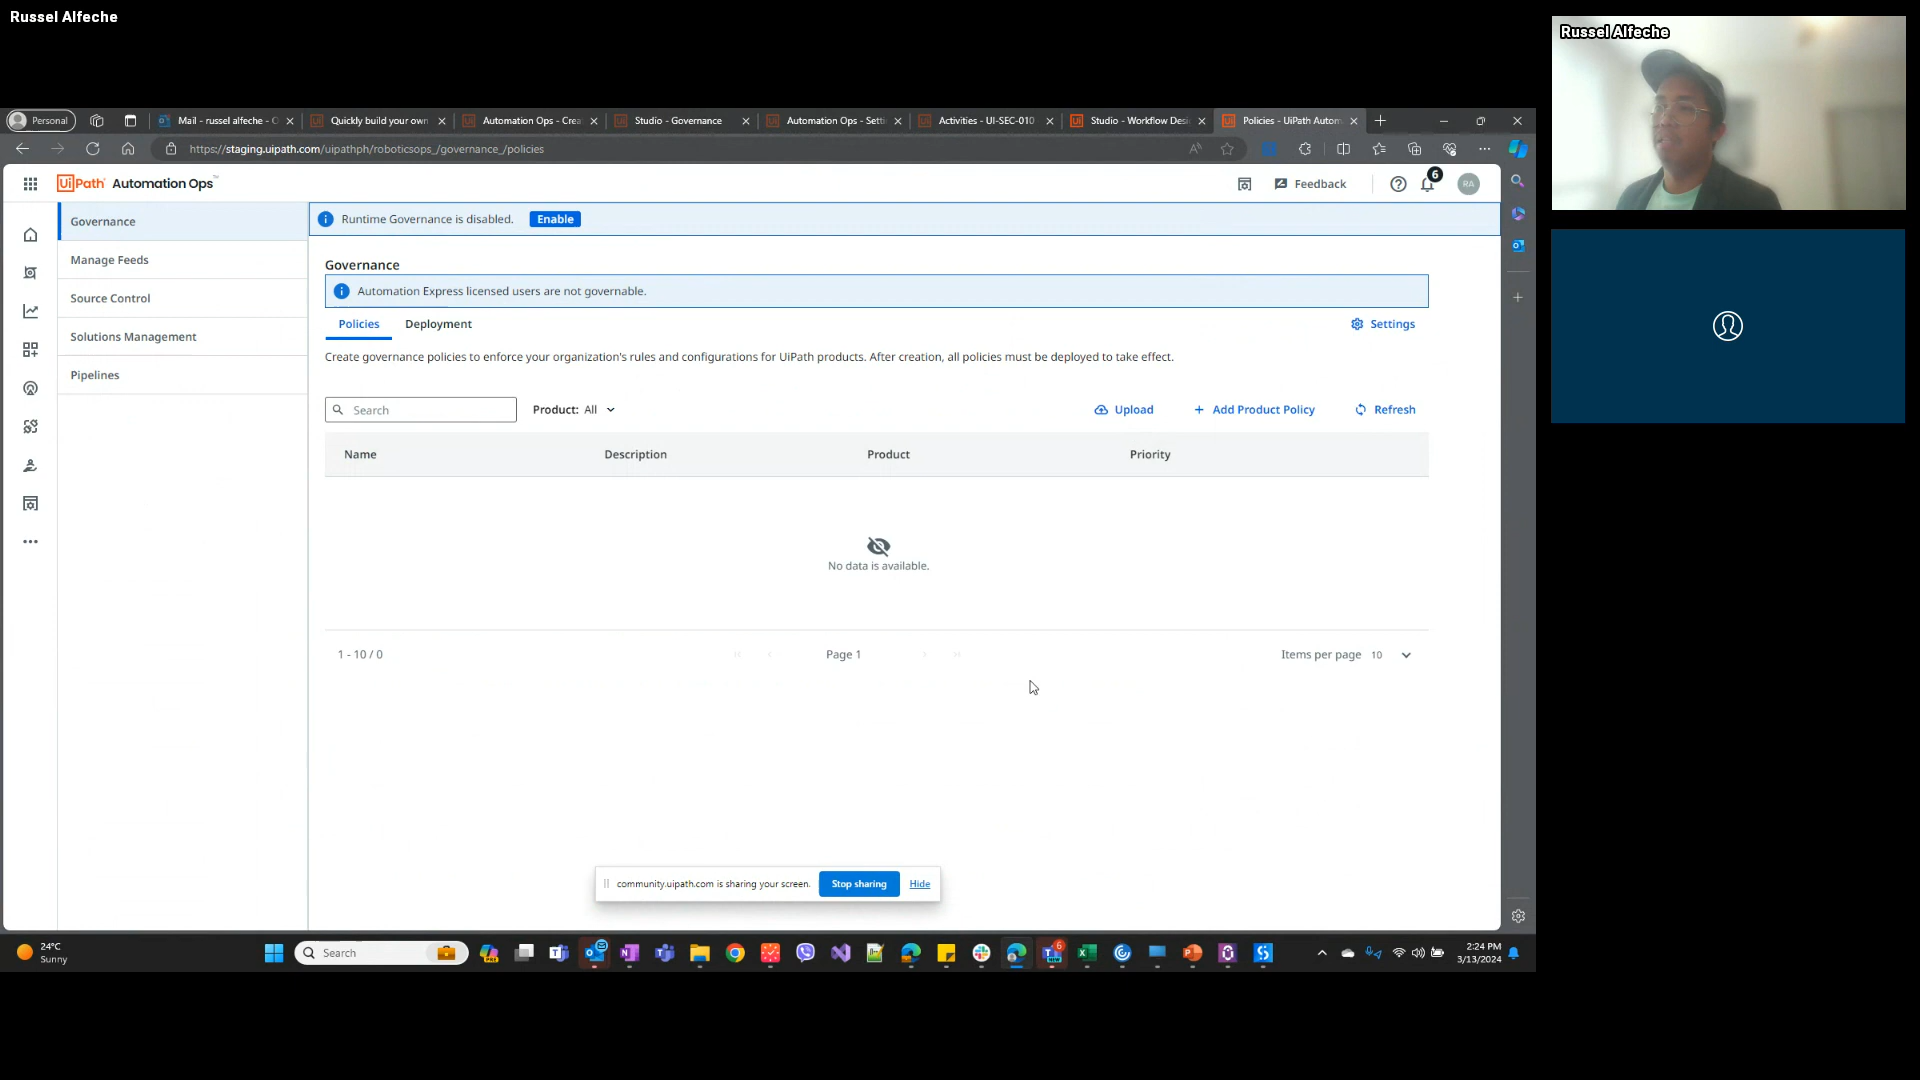 Russel Alfeche
Russel Alfeche
Personal
Mail - russel alfeche - O
Quickly build your own
Automation Ops - Crea
Studio - Governance
Automation Ops - Setti
Activities - UI-SEC-010
Studio - Workflow Desi
Policies - UiPath Autom
https://staging.uipath.com/uipathph/roboticsops_/governance_/policies
UiPath Automation Ops™
Feedback
6
RA
Governance
Manage Feeds
Source Control
Solutions Management
Pipelines
Runtime Governance is disabled. Enable
Governance
Automation Express licensed users are not governable.
Policies Deployment Settings
Create governance policies to enforce your organization's rules and configurations for UiPath products. After creation, all policies must be deployed to take effect.
Search Product: All Upload + Add Product Policy Refresh
Name Description Product Priority
No data is available.
1 - 10 / 0 Page 1 Items per page 10
community.uipath.com is sharing your screen. Stop sharing Hide
24°C
Sunny
Search
2:24 PM
3/13/2024